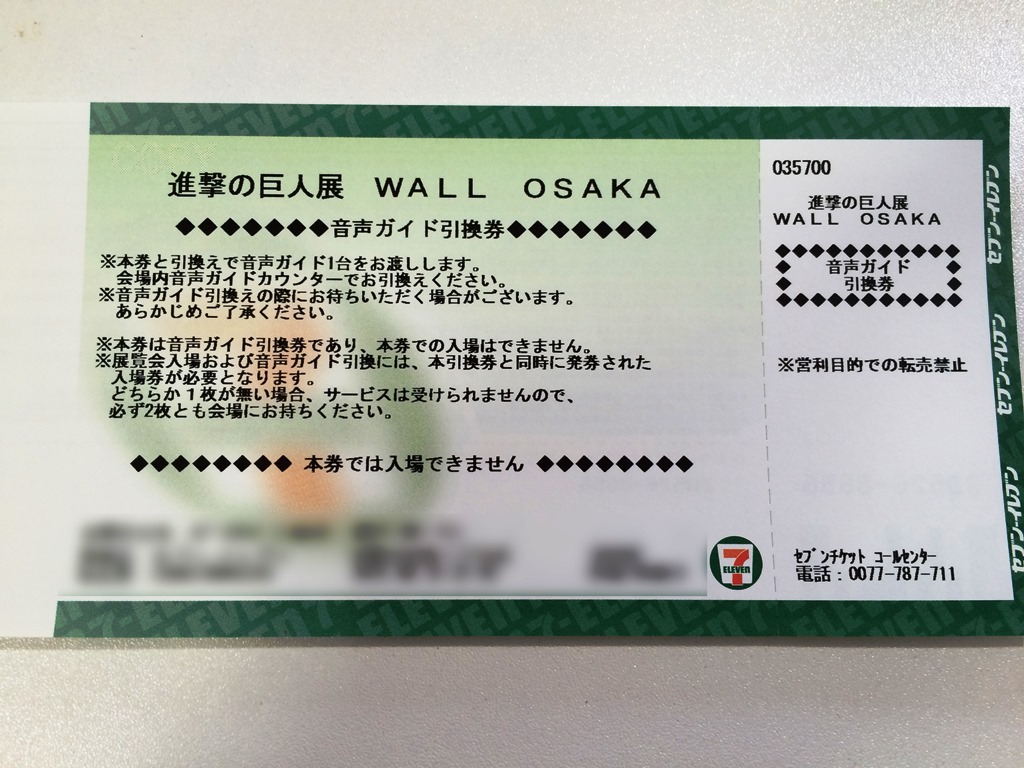 進撃の巨人展 WALL OSAKA
◆◆◆◆◆◆◆音声ガイド引換券◆◆◆◆◆◆◆
※本券と引換えで音声ガイド1台をお渡しします。
会場内音声ガイドカウンターでお引換えください。
※音声ガイド引換えの際にお待ちいただく場合がございます。
あらかじめご了承ください。
※本券は音声ガイド引換券であり、本券での入場はできません。
※展覧会入場および音声ガイド引換には、本引換券と同時に発券された
入場券が必要となります。
どちらか1枚が無い場合、サービスは受けられませんので、
必ず2枚とも会場にお持ちください。
◆◆◆◆◆◆◆◆ 本券では入場できません ◆◆◆◆◆◆◆◆
7 ELEVEN
035700
進撃の巨人展
WALL OSAKA
◆◆◆◆◆◆◆◆◆◆◆
◆ 音声ガイド ◆
◆ 引換券 ◆
◆◆◆◆◆◆◆◆◆◆◆
※営利目的での転売禁止
セブンチケット コールセンター
電話：0077-787-711
セブン-イレブン
セブン-イレブン
セブン-イレブン